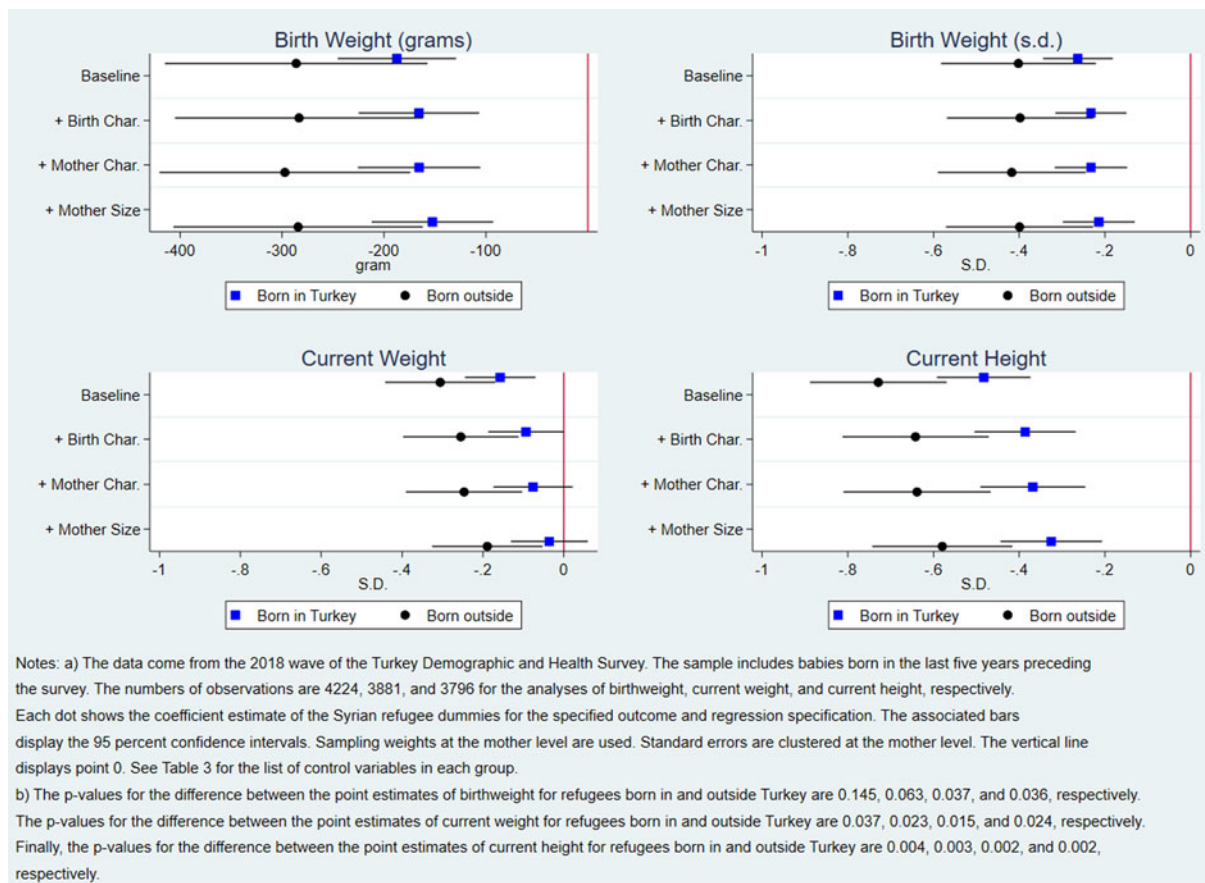 Birth Weight (grams)
Baseline
+ Birth Char.
+ Mother Char.
+ Mother Size
-400 -300 -200 -100
gram
Born in Turkey Born outside
Birth Weight (s.d.)
Baseline
+ Birth Char.
+ Mother Char.
+ Mother Size
-1 -.8 -.6 -.4 -.2 0
S.D.
Born in Turkey Born outside
Current Weight
Baseline
+ Birth Char.
+ Mother Char.
+ Mother Size
-1 -.8 -.6 -.4 -.2 0
S.D.
Born in Turkey Born outside
Current Height
Baseline
+ Birth Char.
+ Mother Char.
+ Mother Size
-1 -.8 -.6 -.4 -.2 0
S.D.
Born in Turkey Born outside
Notes: a) The data come from the 2018 wave of the Turkey Demographic and Health Survey. The sample includes babies born in the last five years preceding
the survey. The numbers of observations are 4224, 3881, and 3796 for the analyses of birthweight, current weight, and current height, respectively.
Each dot shows the coefficient estimate of the Syrian refugee dummies for the specified outcome and regression specification. The associated bars
display the 95 percent confidence intervals. Sampling weights at the mother level are used. Standard errors are clustered at the mother level. The vertical line
displays point 0. See Table 3 for the list of control variables in each group.
b) The p-values for the difference between the point estimates of birthweight for refugees born in and outside Turkey are 0.145, 0.063, 0.037, and 0.036, respectively.
The p-values for the difference between the point estimates of current weight for refugees born in and outside Turkey are 0.037, 0.023, 0.015, and 0.024, respectively.
Finally, the p-values for the difference between the point estimates of current height for refugees born in and outside Turkey are 0.004, 0.003, 0.002, and 0.002,
respectively.